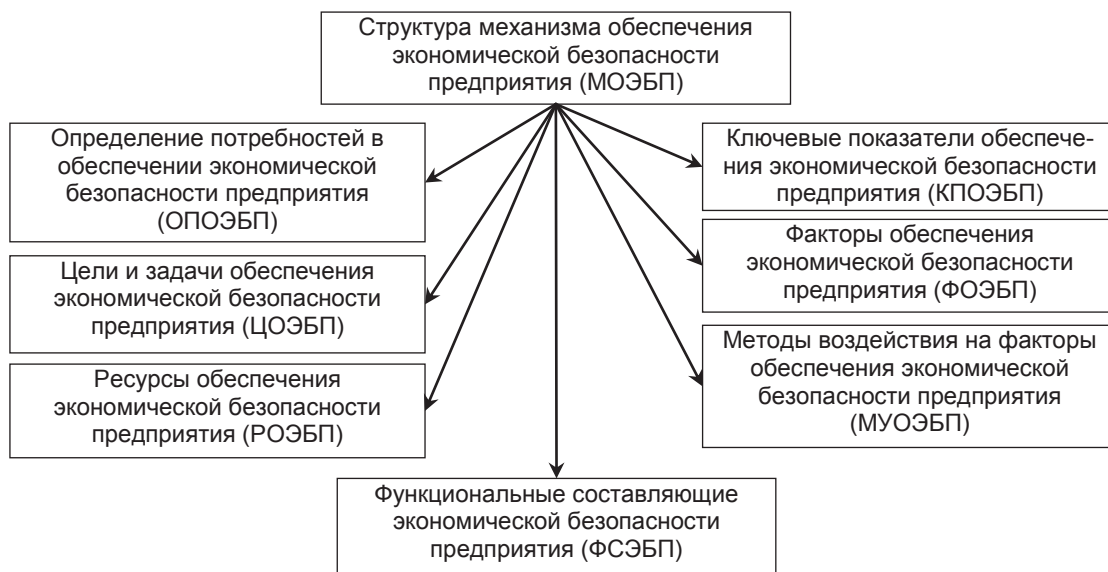 Структура механизма обеспечения
экономической безопасности
предприятия (МОЭБП)
Определение потребностей в
обеспечении экономической
безопасности предприятия
(ОПОЭБП)
Цели и задачи обеспечения
экономической безопасности
предприятия (ЦОЭБП)
Ресурсы обеспечения
экономической безопасности
предприятия (РОЭБП)
Ключевые показатели обеспече-
ния экономической безопасности
предприятия (КПОЭБП)
Факторы обеспечения
экономической безопасности
предприятия (ФОЭБП)
Методы воздействия на факторы
обеспечения экономической
безопасности предприятия
(МУОЭБП)
Функциональные составляющие
экономической безопасности
предприятия (ФСЭБП)